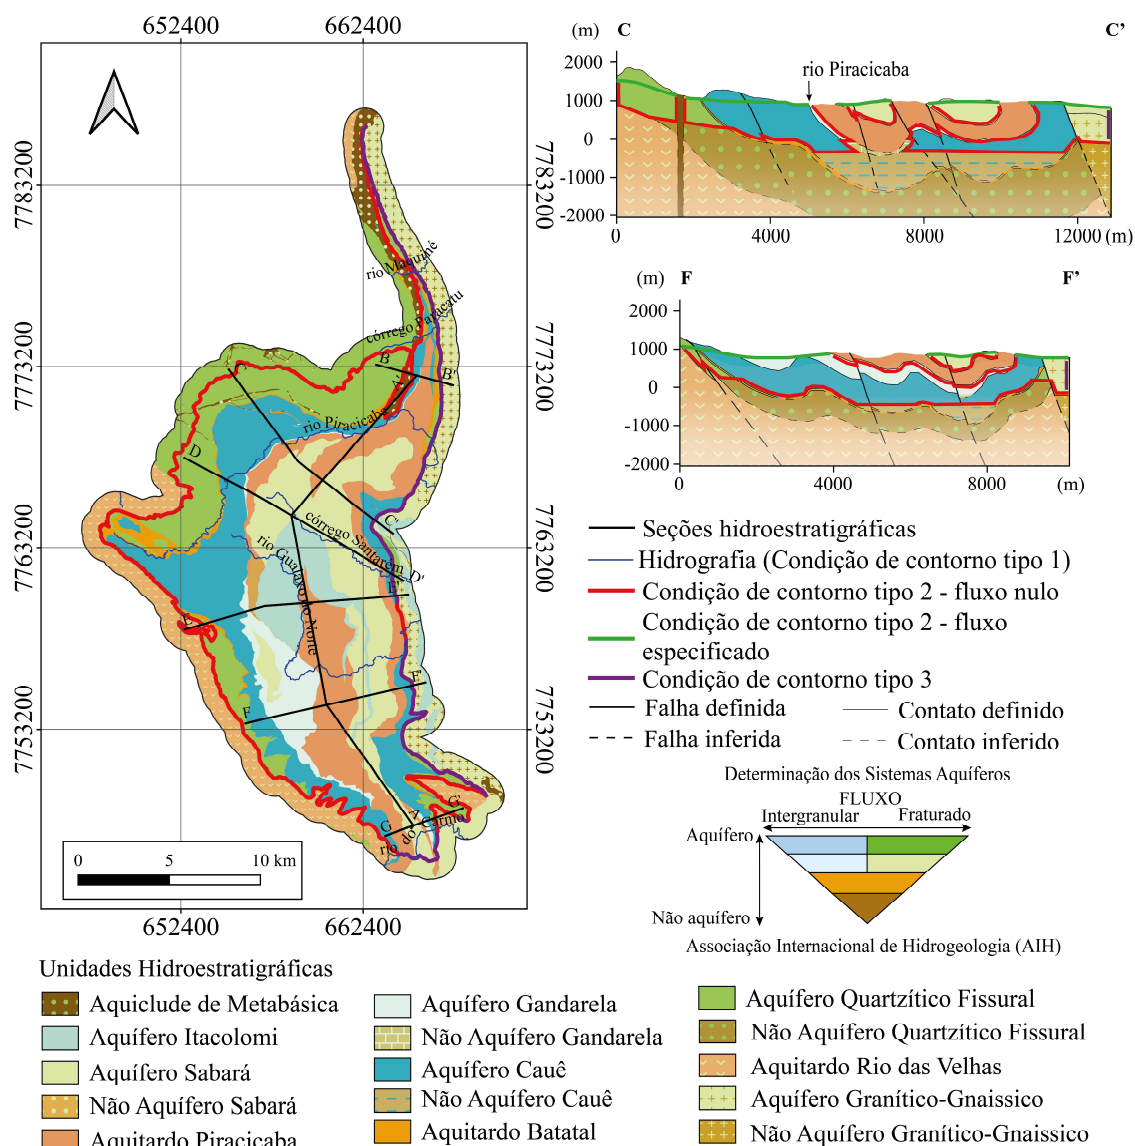 652400
662400
7783200
7783200
7773200
7773200
7763200
7763200
7753200
7753200
rio Maquiné
córrego Paracatu
B
B'
A'
C
rio Piracicaba
D
C'
córrego Santarém
D'
rio Gualaxo do Norte
E
E'
F
F'
G
A
G'
rio do Carmo
0 5 10 km
652400
662400
(m) C C’
rio Piracicaba
2000
1000
0
-1000
-2000
0 4000 8000 12000 (m)
(m) F F’
2000
1000
0
-1000
-2000
0 4000 8000 (m)
Seções hidroestratigráficas
Hidrografia (Condição de contorno tipo 1)
Condição de contorno tipo 2 - fluxo nulo
Condição de contorno tipo 2 - fluxo
especificado
Condição de contorno tipo 3
Falha definida
Contato definido
Falha inferida
Contato inferido
Determinação dos Sistemas Aquíferos
FLUXO
Intergranular
Fraturado
Aquífero
Não aquífero
Associação Internacional de Hidrogeologia (AIH)
Unidades Hidroestratigráficas
Aquiclude de Metabásica
Aquífero Itacolomi
Aquífero Sabará
Não Aquífero Sabará
Aquitardo Piracicaba
Aquífero Gandarela
Não Aquífero Gandarela
Aquífero Cauê
Não Aquífero Cauê
Aquitardo Batatal
Aquífero Quartzítico Fissural
Não Aquífero Quartzítico Fissural
Aquitardo Rio das Velhas
Aquífero Granítico-Gnaissico
Não Aquífero Granítico-Gnaissico